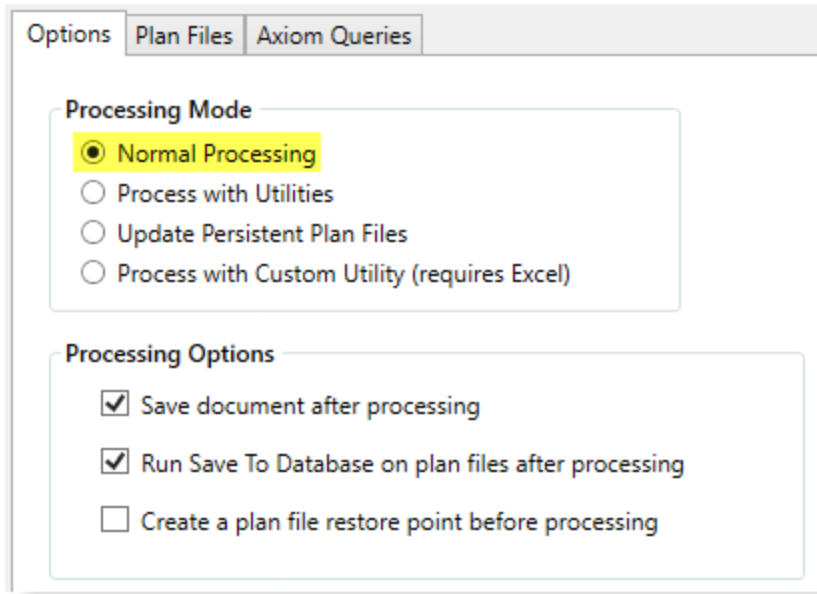 Options Plan Files Axiom Queries
Processing Mode
Normal Processing
Process with Utilities
Update Persistent Plan Files
Process with Custom Utility (requires Excel)
Processing Options
Save document after processing
Run Save To Database on plan files after processing
Create a plan file restore point before processing